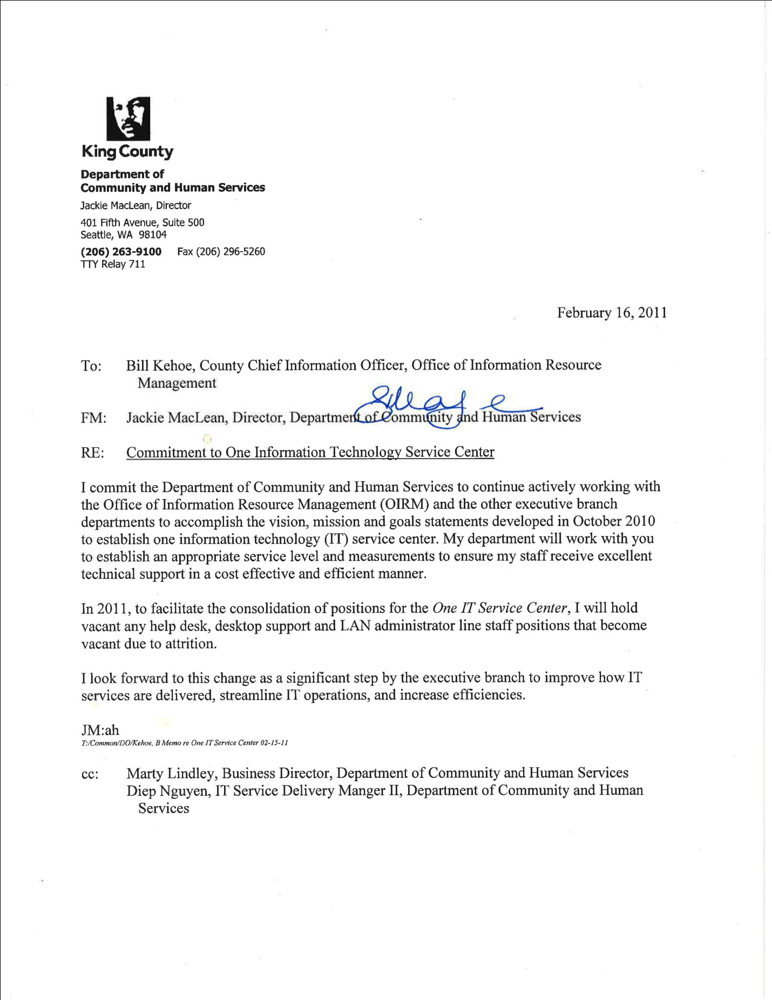 King County
Department of
Community and Human Services
Jackie MacLean, Director
401 Fifth Avenue, Suite 500
Seattle, WA 98104
(206) 263-9100 Fax (206) 296-5260
TTY Relay 711
February 16, 2011
To: Bill Kehoe, County Chief Information Officer, Office of Information Resource
Management
FM: Jackie MacLean, Director, Department of Community and Human Services
RE: Commitment to One Information Technology Service Center
I commit the Department of Community and Human Services to continue actively working with
the Office of Information Resource Management (OIRM) and the other executive branch
departments to accomplish the vision, mission and goals statements developed in October 2010
to establish one information technology (IT) service center. My department will work with you
to establish an appropriate service level and measurements to ensure my staff receive excellent
technical support in a cost effective and efficient manner.
In 2011, to facilitate the consolidation of positions for the One IT Service Center, I will hold
vacant any help desk, desktop support and LAN administrator line staff positions that become
vacant due to attrition.
I look forward to this change as a significant step by the executive branch to improve how IT
services are delivered, streamline IT operations, and increase efficiencies.
JM:ah
T:/Common/DO/Kehoe, B Memo re One IT Service Center 02-15-11
cc: Marty Lindley, Business Director, Department of Community and Human Services
Diep Nguyen, IT Service Delivery Manger II, Department of Community and Human
Services